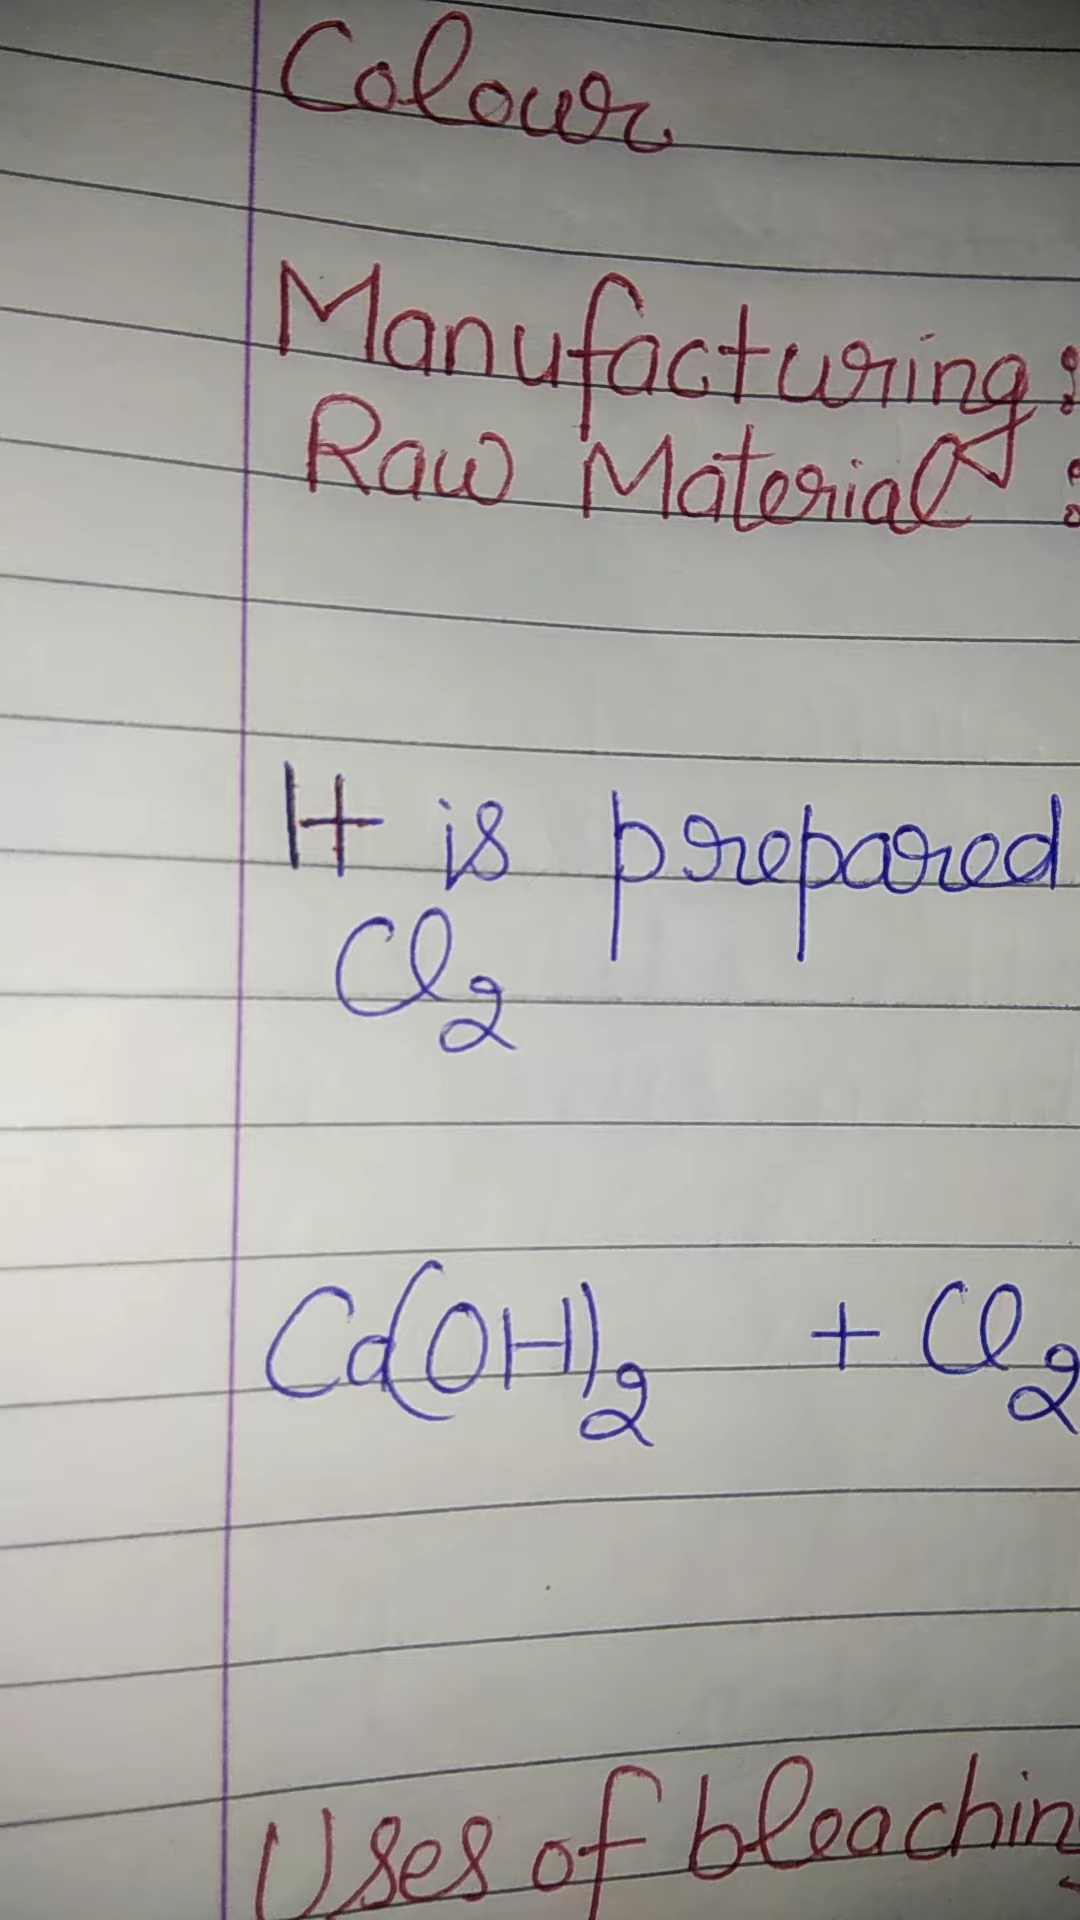 Colour
Manufacturing:
Raw Material :
It is prepared
Cl₂
Ca(OH)₂ + Cl₂
Uses of bleachin